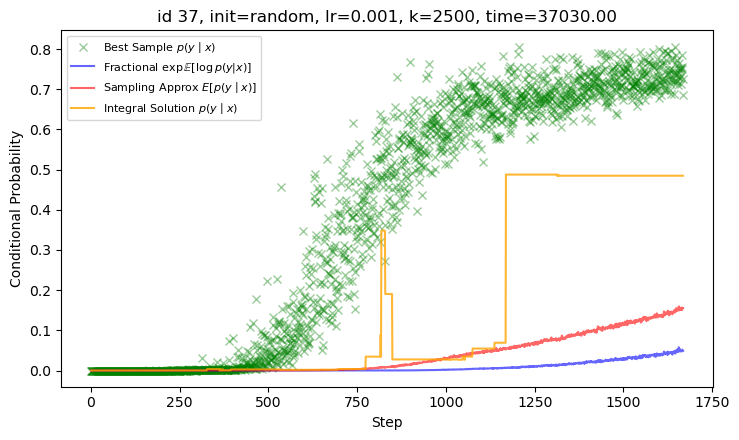 id 37, init=random, lr=0.001, k=2500, time=37030.00
Best Sample p(y | x)
Fractional exp𝔼[log p(y|x)]
Sampling Approx E[p(y | x)]
Integral Solution p(y | x)
Conditional Probability
0.8
0.7
0.6
0.5
0.4
0.3
0.2
0.1
0.0
0 250 500 750 1000 1250 1500 1750
Step